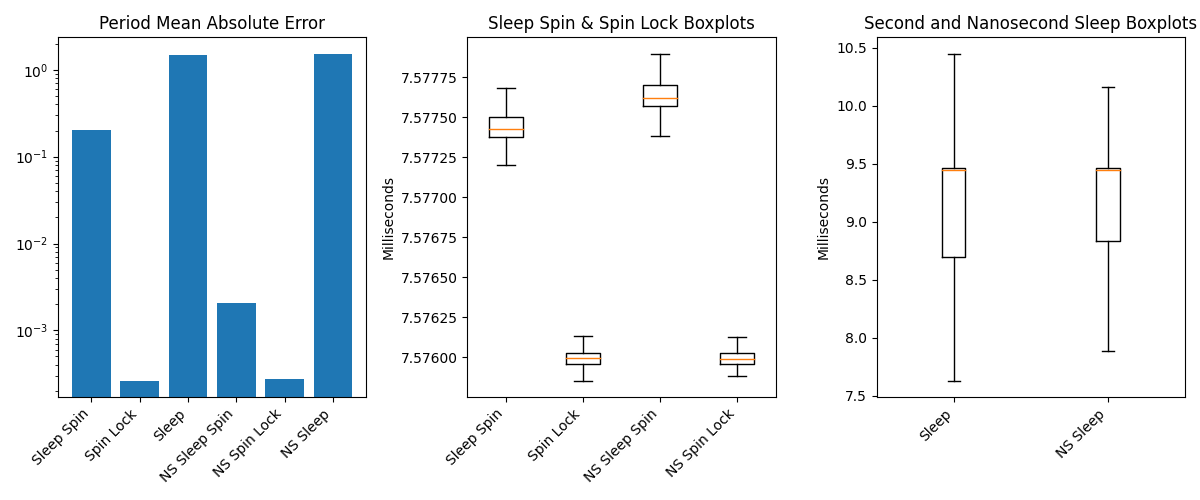 Period Mean Absolute Error
10⁰
10⁻¹
10⁻²
10⁻³
Sleep Spin
Spin Lock
Sleep
NS Sleep Spin
NS Spin Lock
NS Sleep
Sleep Spin & Spin Lock Boxplots
Milliseconds
7.57775
7.57750
7.57725
7.57700
7.57675
7.57650
7.57625
7.57600
Sleep Spin
Spin Lock
NS Sleep Spin
NS Spin Lock
Second and Nanosecond Sleep Boxplots
Milliseconds
10.5
10.0
9.5
9.0
8.5
8.0
7.5
Sleep
NS Sleep